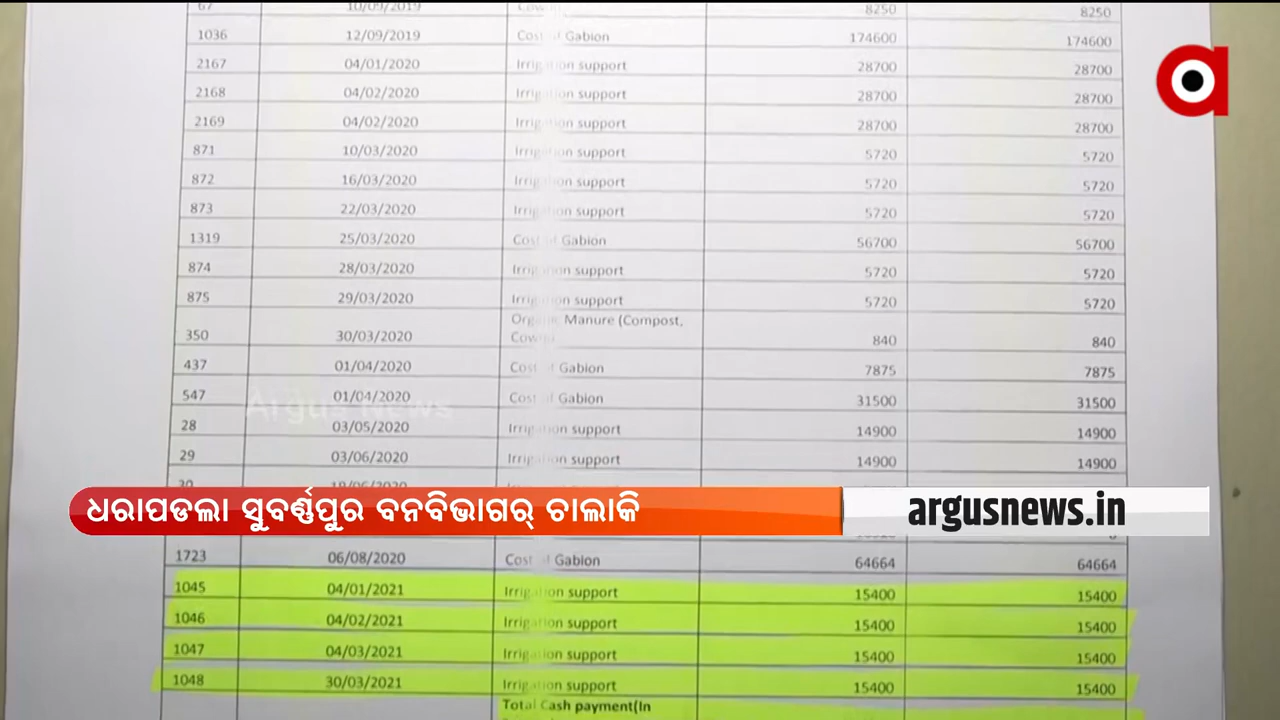 67 10/09/2019 8250 8250
1036 12/09/2019 Cost of Gabion 174600 174600
2167 04/01/2020 Irrigation support 28700 28700
2168 04/02/2020 Irrigation support 28700 28700
2169 04/02/2020 Irrigation support 28700 28700
871 10/03/2020 Irrigation support 5720 5720
872 16/03/2020 Irrigation support 5720 5720
873 22/03/2020 Irrigation support 5720 5720
1319 25/03/2020 Cost of Gabion 56700 56700
874 28/03/2020 Irrigation support 5720 5720
875 29/03/2020 Irrigation support 5720 5720
Organic Manure (Compost,
350 30/03/2020 840 840
437 01/04/2020 Cost of Gabion 7875 7875
547 01/04/2020 Cost of Gabion 31500 31500
Argus News
28 03/05/2020 Irrigation support 14900 14900
29 03/06/2020 Irrigation support 14900 14900
ଧରାପଡଲା ସୁବର୍ଣ୍ଣପୁର ବନବିଭାଗର୍ ଚାଲାକି
argusnews.in
1723 06/08/2020 Cost of Gabion 64664 64664
1045 04/01/2021 Irrigation support 15400 15400
1046 04/02/2021 Irrigation support 15400 15400
1047 04/03/2021 Irrigation support 15400 15400
1048 30/03/2021 Irrigation support 15400 15400
Total Cash payment(In